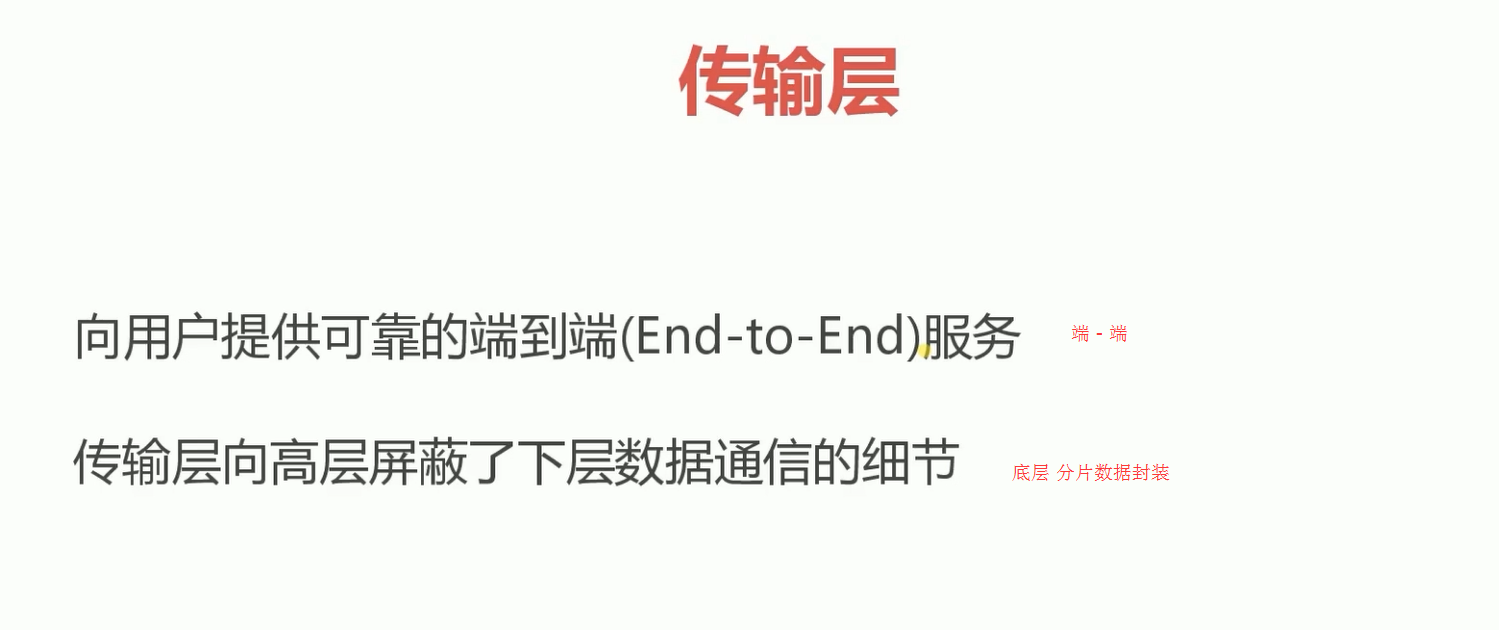 传输层
向用户提供可靠的端到端(End-to-End)服务 端 - 端
传输层向高层屏蔽了下层数据通信的细节 底层 分片数据封装